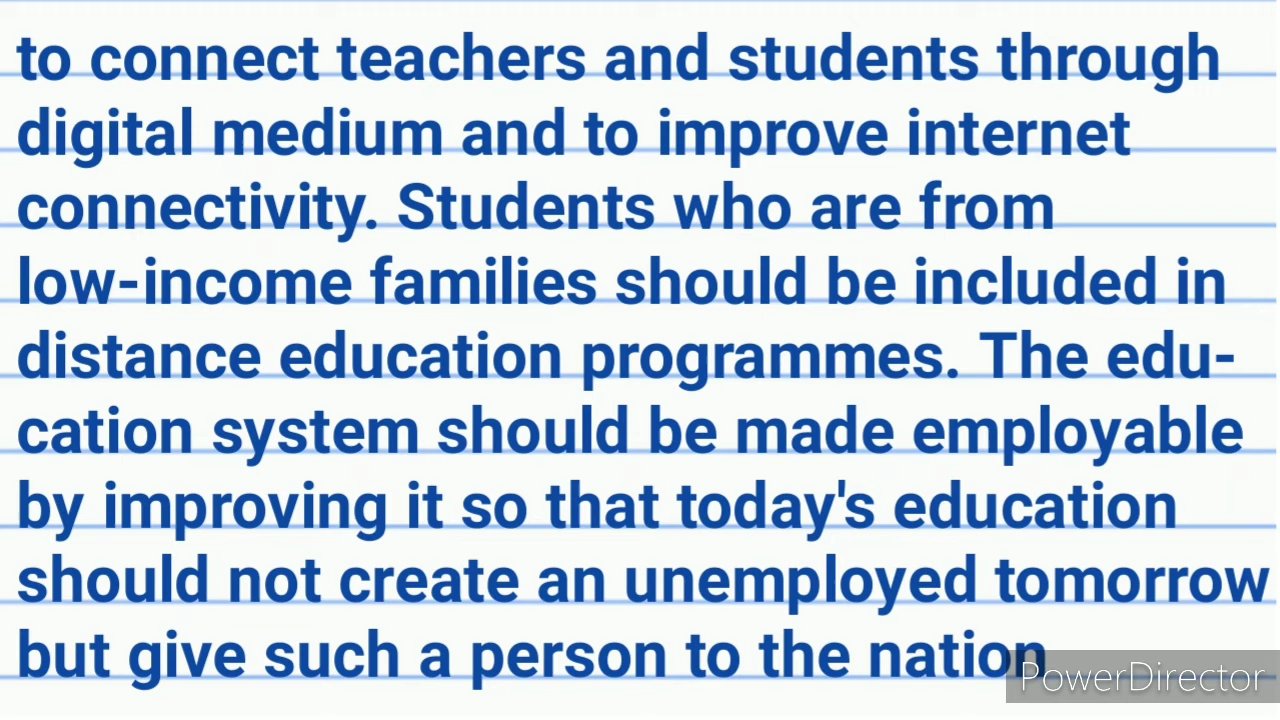 to connect teachers and students through
digital medium and to improve internet
connectivity. Students who are from
low-income families should be included in
distance education programmes. The edu-
cation system should be made employable
by improving it so that today's education
should not create an unemployed tomorrow
but give such a person to the nation
PowerDirector